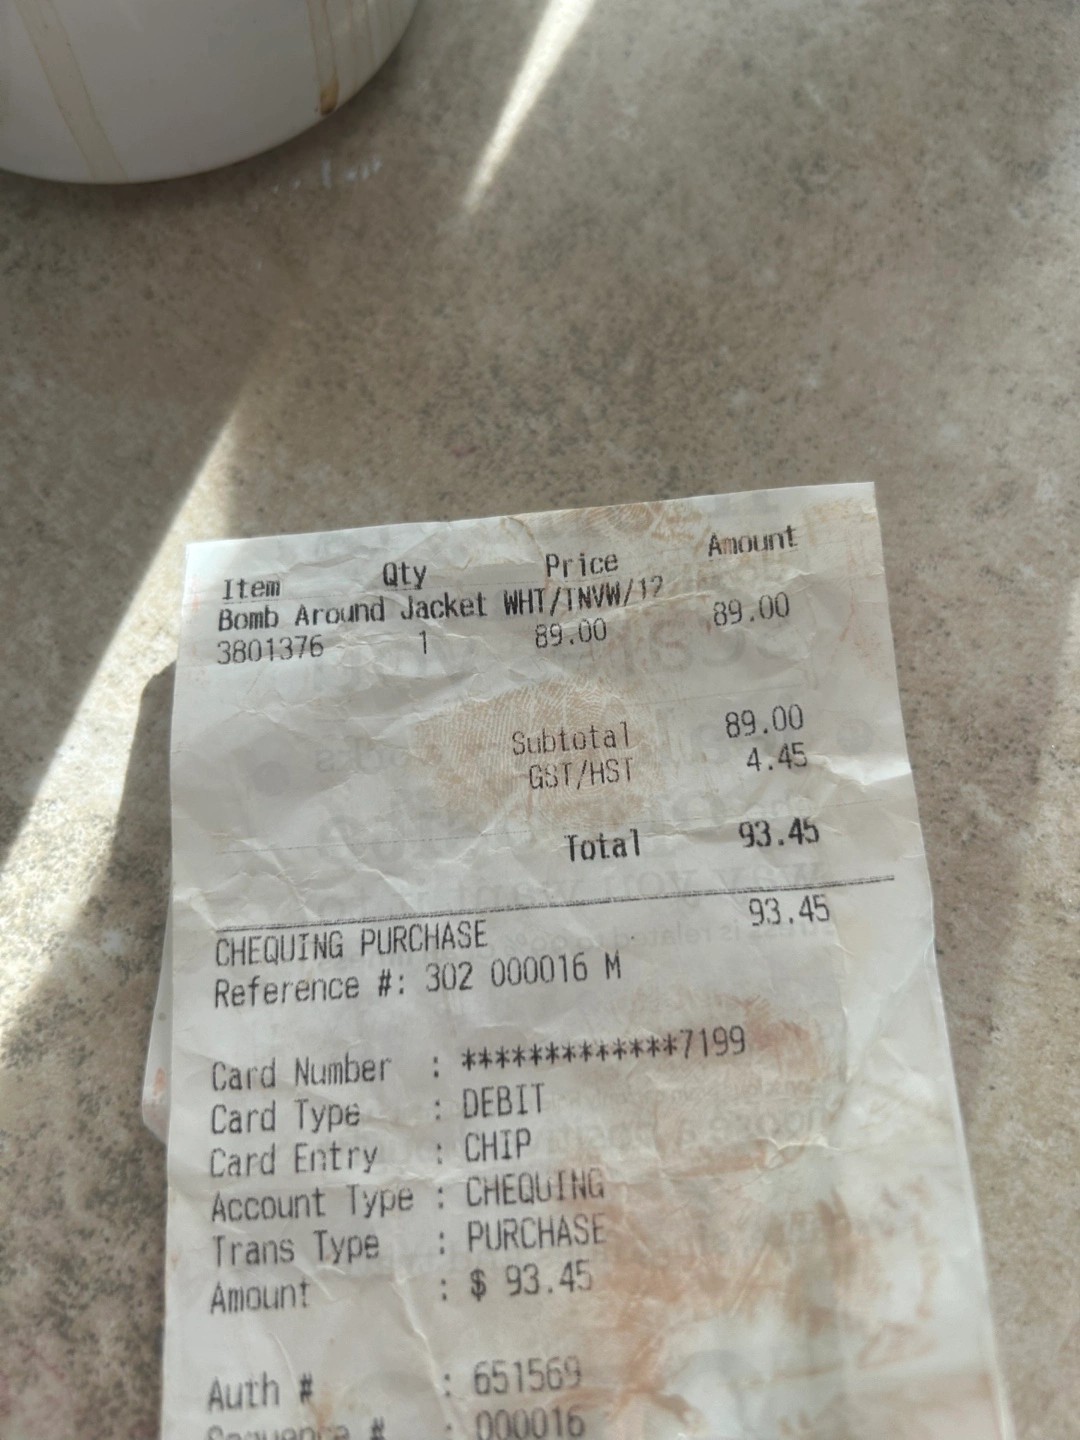 Item Qty Price Amount
Bomb Around Jacket WHT/INVW/12
3801376 1 89.00 89.00
Subtotal 89.00
GST/HST 4.45
Total 93.45
CHEQUING PURCHASE 93.45
Reference #: 302 000016 M
Card Number : *************7199
Card Type : DEBIT
Card Entry : CHIP
Account Type : CHEQUING
Trans Type : PURCHASE
Amount : $ 93.45
Auth # : 651569
Sequence # : 000016